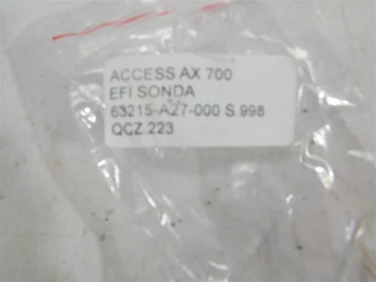 ACCESS AX 700
EFI SONDA
63215-A27-000 S.998
QCZ.223